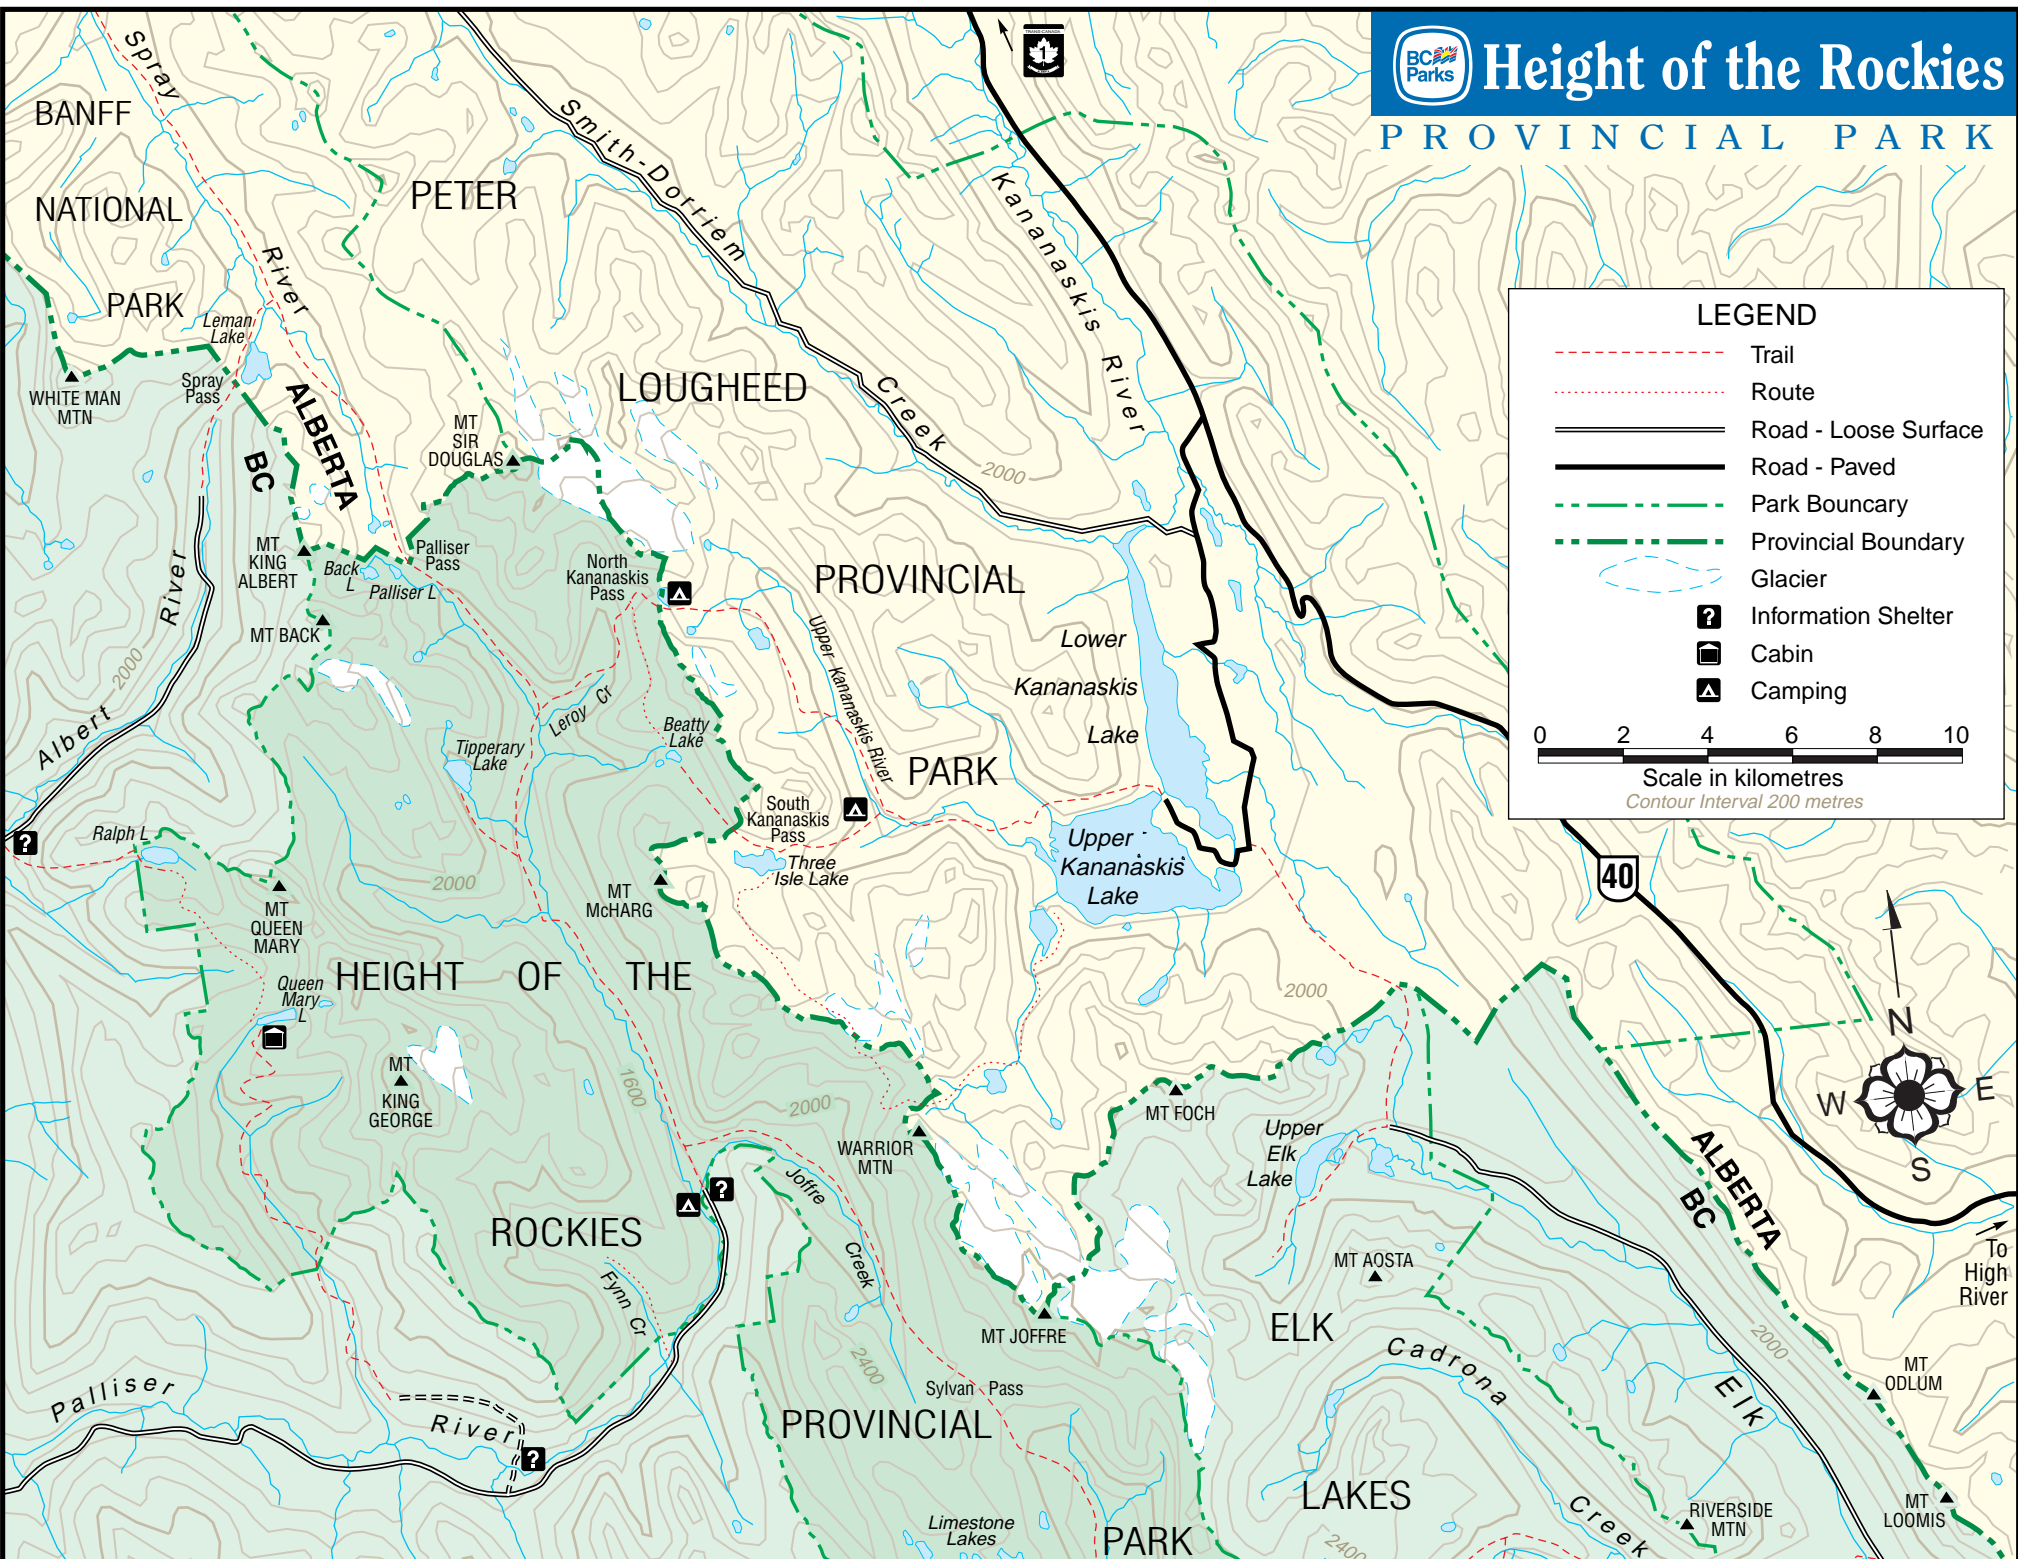 BC
Parks
Height of the Rockies
PROVINCIAL PARK
TRANS-CANADA
1
Spray
River
BANFF
NATIONAL
PARK
PETER
LOUGHEED
PROVINCIAL
PARK
Smith-Dorriem
Creek
Kananaskis
River
Leman
Lake
WHITE MAN
MTN
Spray
Pass
ALBERTA
BC
MT
SIR
DOUGLAS
2000
LEGEND
Trail
Route
Road - Loose Surface
Road - Paved
Park Bouncary
Provincial Boundary
Glacier
? Information Shelter
Cabin
Camping
0 2 4 6 8 10
Scale in kilometres
Contour Interval 200 metres
MT
KING
ALBERT
Back
L
Palliser L
Palliser
Pass
North
Kananaskis
Pass
MT BACK
River
2000
Albert
Upper Kananaskis River
Lower
Kananaskis
Lake
Leroy Cr
Beatty
Lake
Tipperary
Lake
South
Kananaskis
Pass
Three
Isle Lake
Upper
Kananaskis
Lake
Ralph L
?
2000
MT
McHARG
MT
QUEEN
MARY
40
HEIGHT OF THE
Queen
Mary
L
2000
N
W
E
S
MT
KING
GEORGE
1600
2000
WARRIOR
MTN
MT FOCH
Upper
Elk
Lake
ALBERTA
BC
Joffre
Creek
?
ROCKIES
Fynn Cr
To
High
River
MT AOSTA
MT JOFFRE
ELK
Cadrona
Creek
2000
Elk
MT
ODLUM
2400
Sylvan Pass
PROVINCIAL
Palliser
River
?
LAKES
RIVERSIDE
MTN
MT
LOOMIS
Limestone
Lakes
PARK
2400